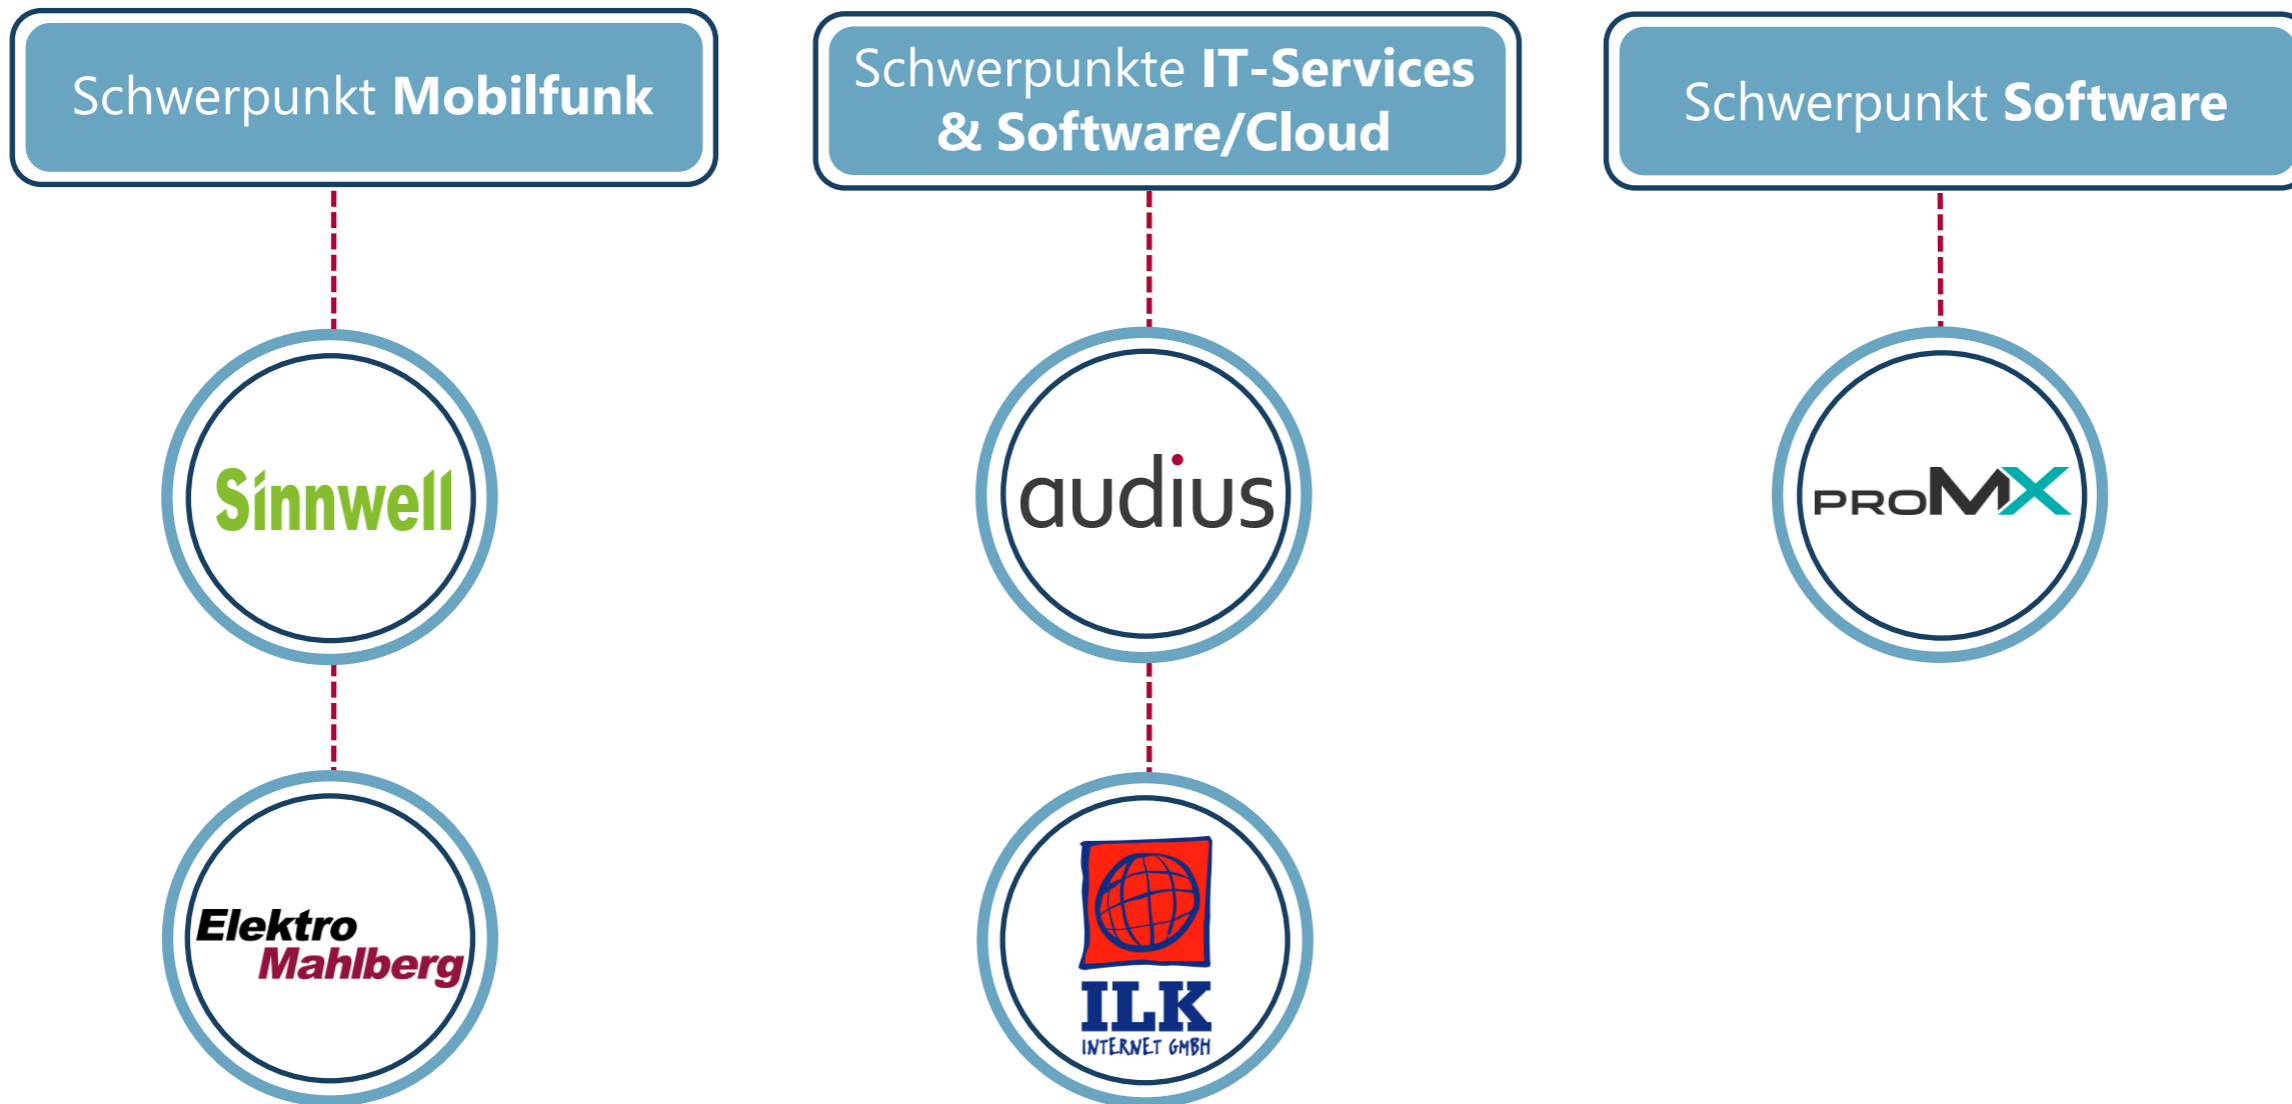 Schwerpunkt Mobilfunk
Schwerpunkte IT-Services
& Software/Cloud
Schwerpunkt Software
Sinnwell
audius
PROMX
Elektro
Mahlberg
ILK
INTERNET GMBH